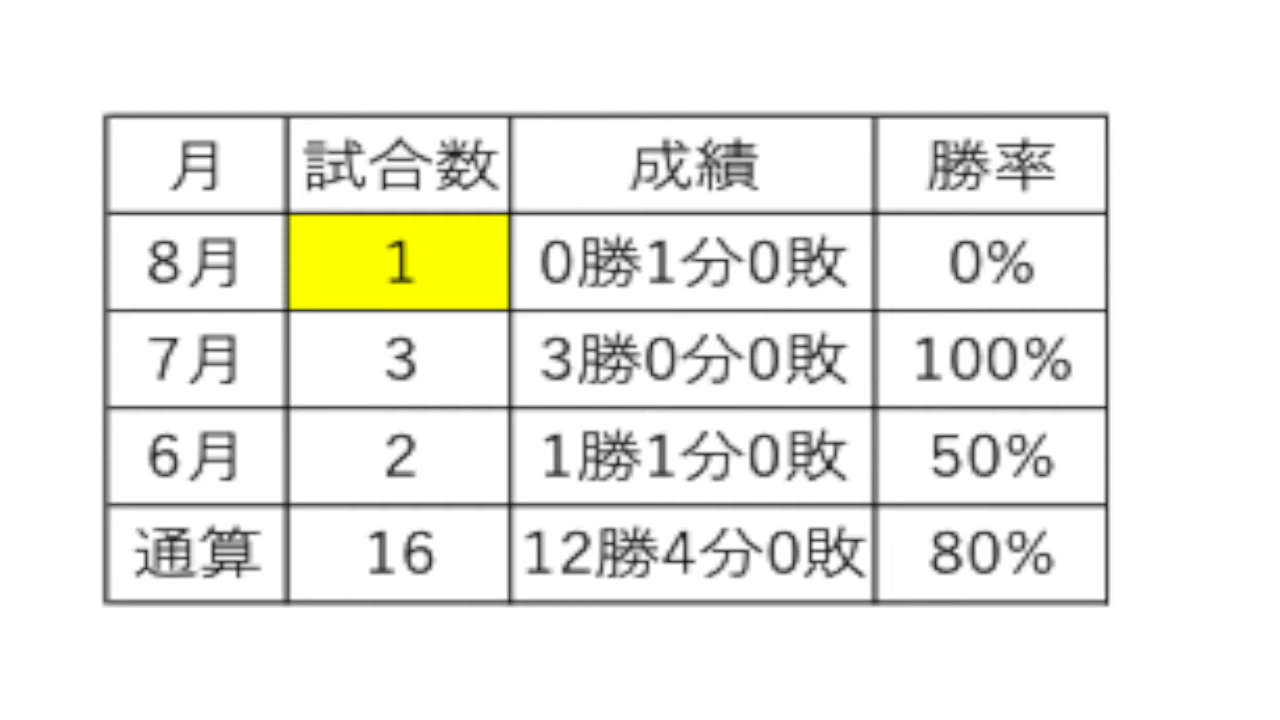 月 試合数 成績 勝率
8月 1 0勝1分0敗 0%
7月 3 3勝0分0敗 100%
6月 2 1勝1分0敗 50%
通算 16 12勝4分0敗 80%